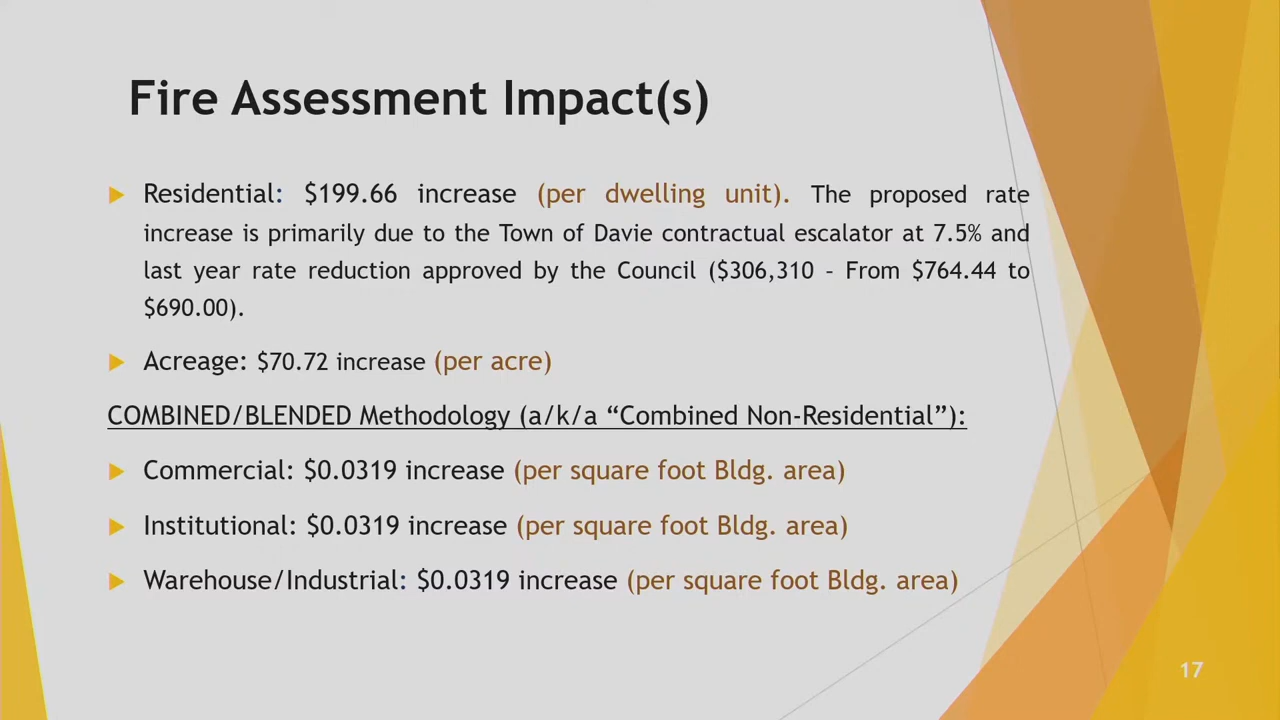 Fire Assessment Impact(s)
Residential: $199.66 increase (per dwelling unit). The proposed rate
increase is primarily due to the Town of Davie contractual escalator at 7.5% and
last year rate reduction approved by the Council ($306,310 – From $764.44 to
$690.00).
Acreage: $70.72 increase (per acre)
COMBINED/BLENDED Methodology (a/k/a “Combined Non-Residential”):
Commercial: $0.0319 increase (per square foot Bldg. area)
Institutional: $0.0319 increase (per square foot Bldg. area)
Warehouse/Industrial: $0.0319 increase (per square foot Bldg. area)
17